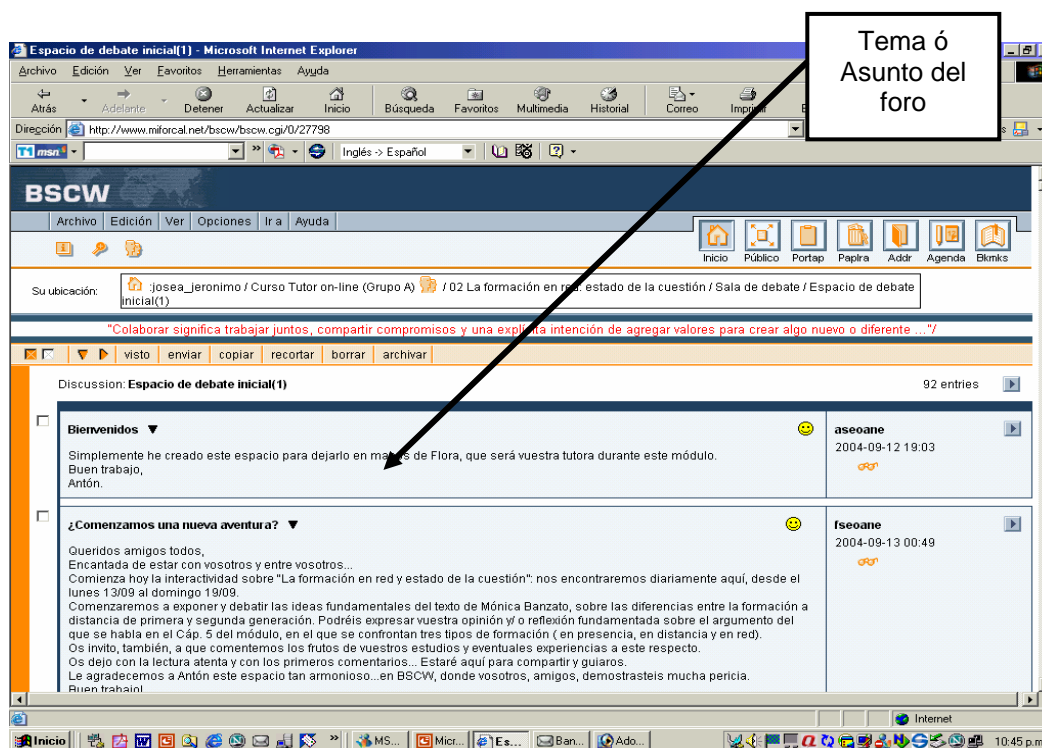 Tema ó
Asunto del
foro
Espacio de debate inicial(1) - Microsoft Internet Explorer
Archivo Edición Ver Favoritos Herramientas Ayuda
Atrás Adelante Detener Actualizar Inicio Búsqueda Favoritos Multimedia Historial Correo
Dirección http://www.miforcal.net/bscw/bscw.cgi/0/27798
T1 msn Inglés -> Español
BSCW
Archivo Edición Ver Opciones Ir a Ayuda
Inicio Público Portap Paplra Addr Agenda Bkmks
Su ubicación: :josea_jeronimo / Curso Tutor on-line (Grupo A) / 02 La formación en red: estado de la cuestión / Sala de debate / Espacio de debate
inicial(1)
"Colaborar significa trabajar juntos, compartir compromisos y una explícita intención de agregar valores para crear algo nuevo o diferente ..."/
visto enviar copiar recortar borrar archivar
Discussion: Espacio de debate inicial(1) 92 entries
Bienvenidos aseoane
2004-09-12 19:03
Simplemente he creado este espacio para dejarlo en manos de Flora, que será vuestra tutora durante este módulo.
Buen trabajo,
Antón.
¿Comenzamos una nueva aventura? fseoane
2004-09-13 00:49
Queridos amigos todos,
Encantada de estar con vosotros y entre vosotros...
Comienza hoy la interactividad sobre "La formación en red y estado de la cuestión": nos encontraremos diariamente aquí, desde el
lunes 13/09 al domingo 19/09.
Comenzaremos a exponer y debatir las ideas fundamentales del texto de Mónica Banzato, sobre las diferencias entre la formación a
distancia de primera y segunda generación. Podréis expresar vuestra opinión y/ o reflexión fundamentada sobre el argumento del
que se habla en el Cáp. 5 del módulo, en el que se confrontan tres tipos de formación ( en presencia, en distancia y en red).
Os invito, también, a que comentemos los frutos de vuestros estudios y eventuales experiencias a este respecto.
Os dejo con la lectura atenta y con los primeros comentarios... Estaré aquí para compartir y guiaros.
Le agradecemos a Antón este espacio tan armonioso...en BSCW, donde vosotros, amigos, demostrasteis mucha pericia.
Buen trabajo!
Internet
Inicio MS... Micr... Es... Ban... Ado... 10:45 p.m.